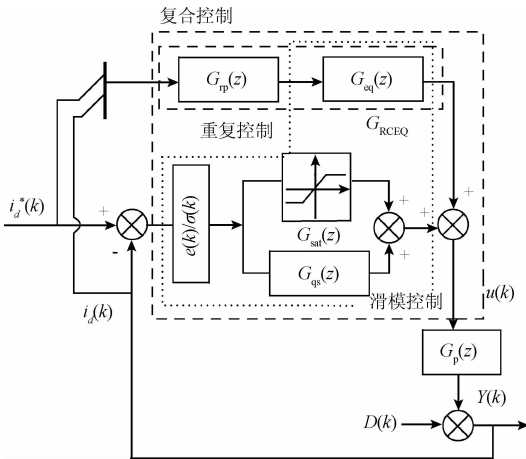 复合控制
G_rp(z)
G_eq(z)
重复控制
G_RCEQ
i_d*(k)
+
-
e(k)/σ(k)
G_sat(z)
G_qs(z)
+
+
+
+
滑模控制
i_d(k)
u(k)
G_p(z)
D(k)
Y(k)